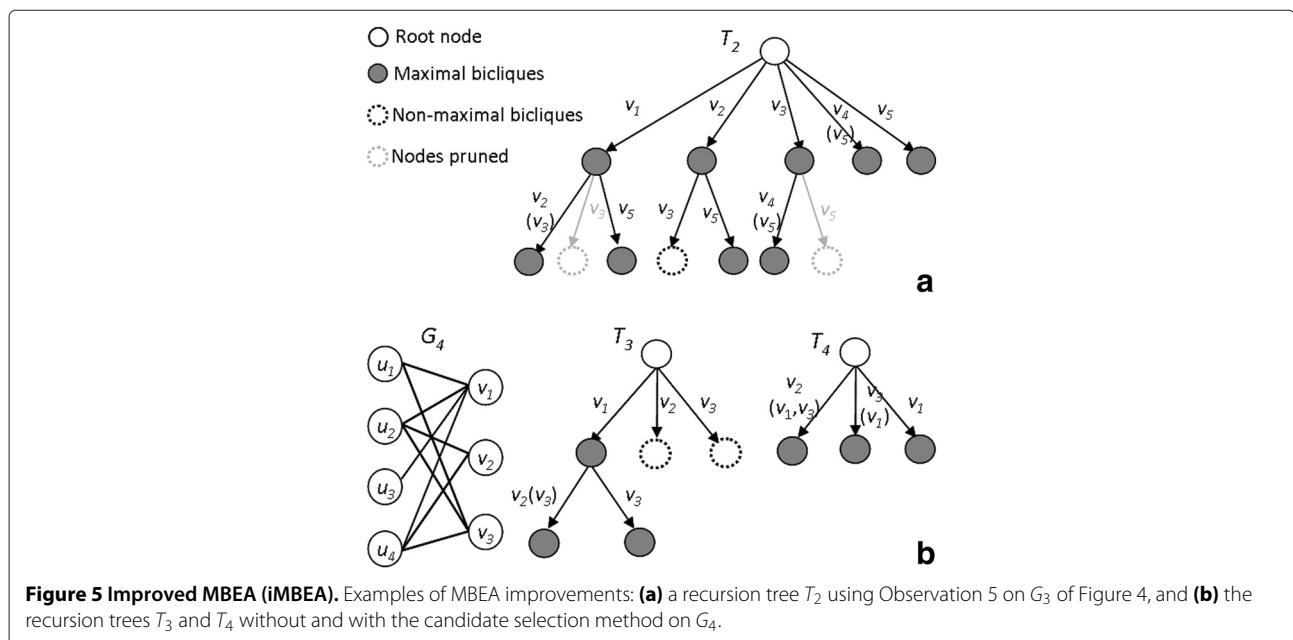 Root node
Maximal bicliques
Non-maximal bicliques
Nodes pruned
T2
v1
v2
v3
v4
(v5)
v5
v2
(v3)
v3
v5
v3
v5
v4
(v5)
v5
a
G4
u1
u2
u3
u4
v1
v2
v3
T3
v1
v2
v3
v2(v3)
v3
T4
v2
(v1,v3)
v3
(v1)
v1
b
Figure 5 Improved MBEA (iMBEA). Examples of MBEA improvements: (a) a recursion tree T2 using Observation 5 on G3 of Figure 4, and (b) the
recursion trees T3 and T4 without and with the candidate selection method on G4.